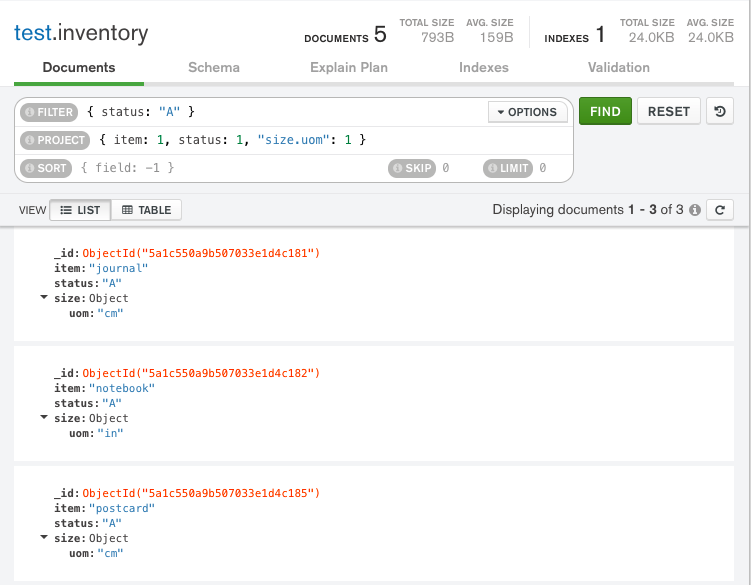 test.inventory
DOCUMENTS 5 TOTAL SIZE 793B AVG. SIZE 159B INDEXES 1 TOTAL SIZE 24.0KB AVG. SIZE 24.0KB
Documents Schema Explain Plan Indexes Validation
FILTER { status: "A" } OPTIONS FIND RESET
PROJECT { item: 1, status: 1, "size.uom": 1 }
SORT { field: -1 } SKIP 0 LIMIT 0
VIEW LIST TABLE Displaying documents 1 - 3 of 3
_id: ObjectId("5a1c550a9b507033e1d4c181")
item: "journal"
status: "A"
size: Object
uom: "cm"
_id: ObjectId("5a1c550a9b507033e1d4c182")
item: "notebook"
status: "A"
size: Object
uom: "in"
_id: ObjectId("5a1c550a9b507033e1d4c185")
item: "postcard"
status: "A"
size: Object
uom: "cm"